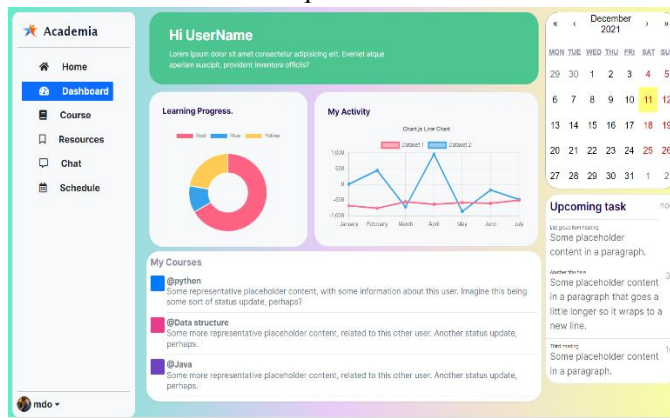 Academia
Home
Dashboard
Course
Resources
Chat
Schedule
mdo
Hi UserName
Lorem ipsum dolor sit amet consectetur adipisicing elit. Eveniet atque
aperiam suscipit, provident inventore officiis?
Learning Progress.
Red Blue Yellow
My Activity
Chart.js Line Chart
Dataset 1 Dataset 2
1,000
500
0
-500
-1,000
January February March April May June July
My Courses
@python
Some representative placeholder content, with some information about this user. Imagine this being
some sort of status update, perhaps?
@Data structure
Some more representative placeholder content, related to this other user. Another status update,
perhaps.
@Java
Some more representative placeholder content, related to this other user. Another status update,
perhaps.
« ‹ December 2021 › »
MON TUE WED THU FRI SAT SU
29 30 1 2 3 4 5
6 7 8 9 10 11 12
13 14 15 16 17 18 19
20 21 22 23 24 25 26
27 28 29 30 31 1 2
Upcoming task
List group item heading
Some placeholder
content in a paragraph.
Another title here
Some placeholder content
in a paragraph that goes a
little longer so it wraps to a
new line.
Third heading
Some placeholder content
in a paragraph.